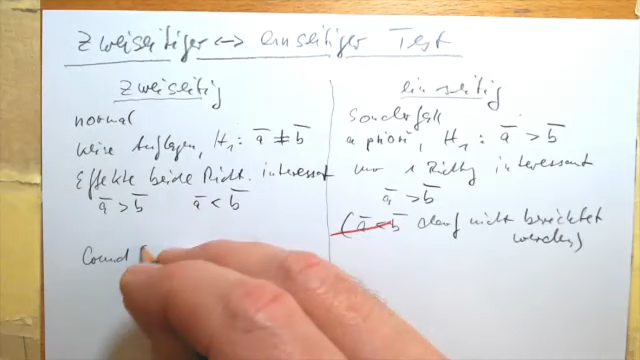 Zweiseitiger ↔ einseitiger Test
zweiseitig
normal
keine Auflagen, H₁: a̅ ≠ b̅
Effekte beide Richt. interessant
a̅ > b̅ a̅ < b̅
einseitig
Sonderfall
a priori, H₁: a̅ > b̅
nur 1 Richtg interessant
a̅ > b̅
(a̅ < b̅ darf nicht berichtet
werden)